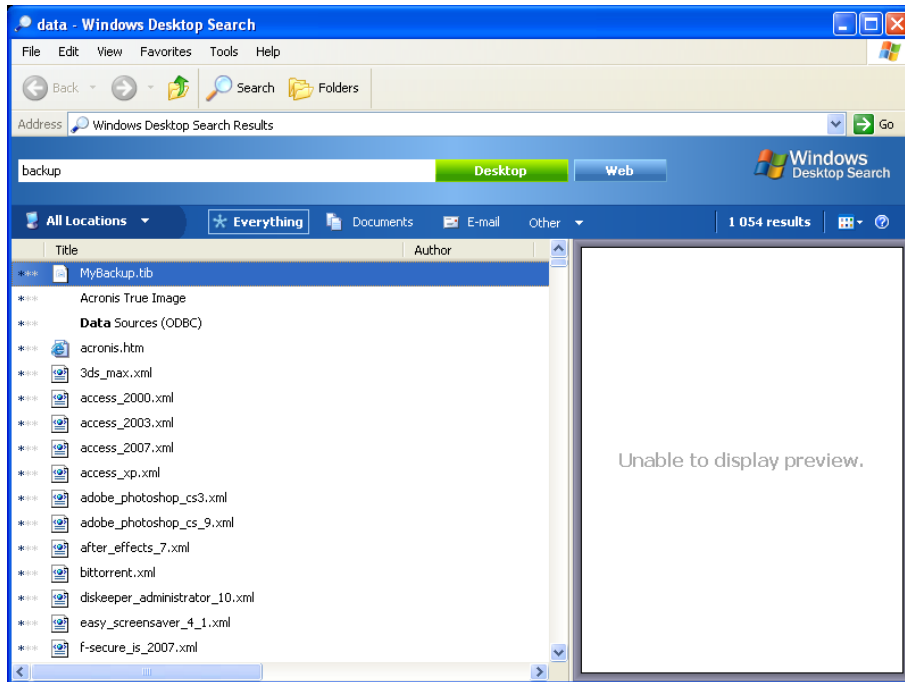 data - Windows Desktop Search
File Edit View Favorites Tools Help
Back Search Folders
Address Windows Desktop Search Results Go
backup Desktop Web Windows Desktop Search
All Locations Everything Documents E-mail Other 1 054 results
Title Author
MyBackup.tib
Acronis True Image
Data Sources (ODBC)
acronis.htm
3ds_max.xml
access_2000.xml
access_2003.xml
access_2007.xml
access_xp.xml
adobe_photoshop_cs3.xml
adobe_photoshop_cs_9.xml
after_effects_7.xml
bittorrent.xml
diskeeper_administrator_10.xml
easy_screensaver_4_1.xml
f-secure_is_2007.xml
Unable to display preview.